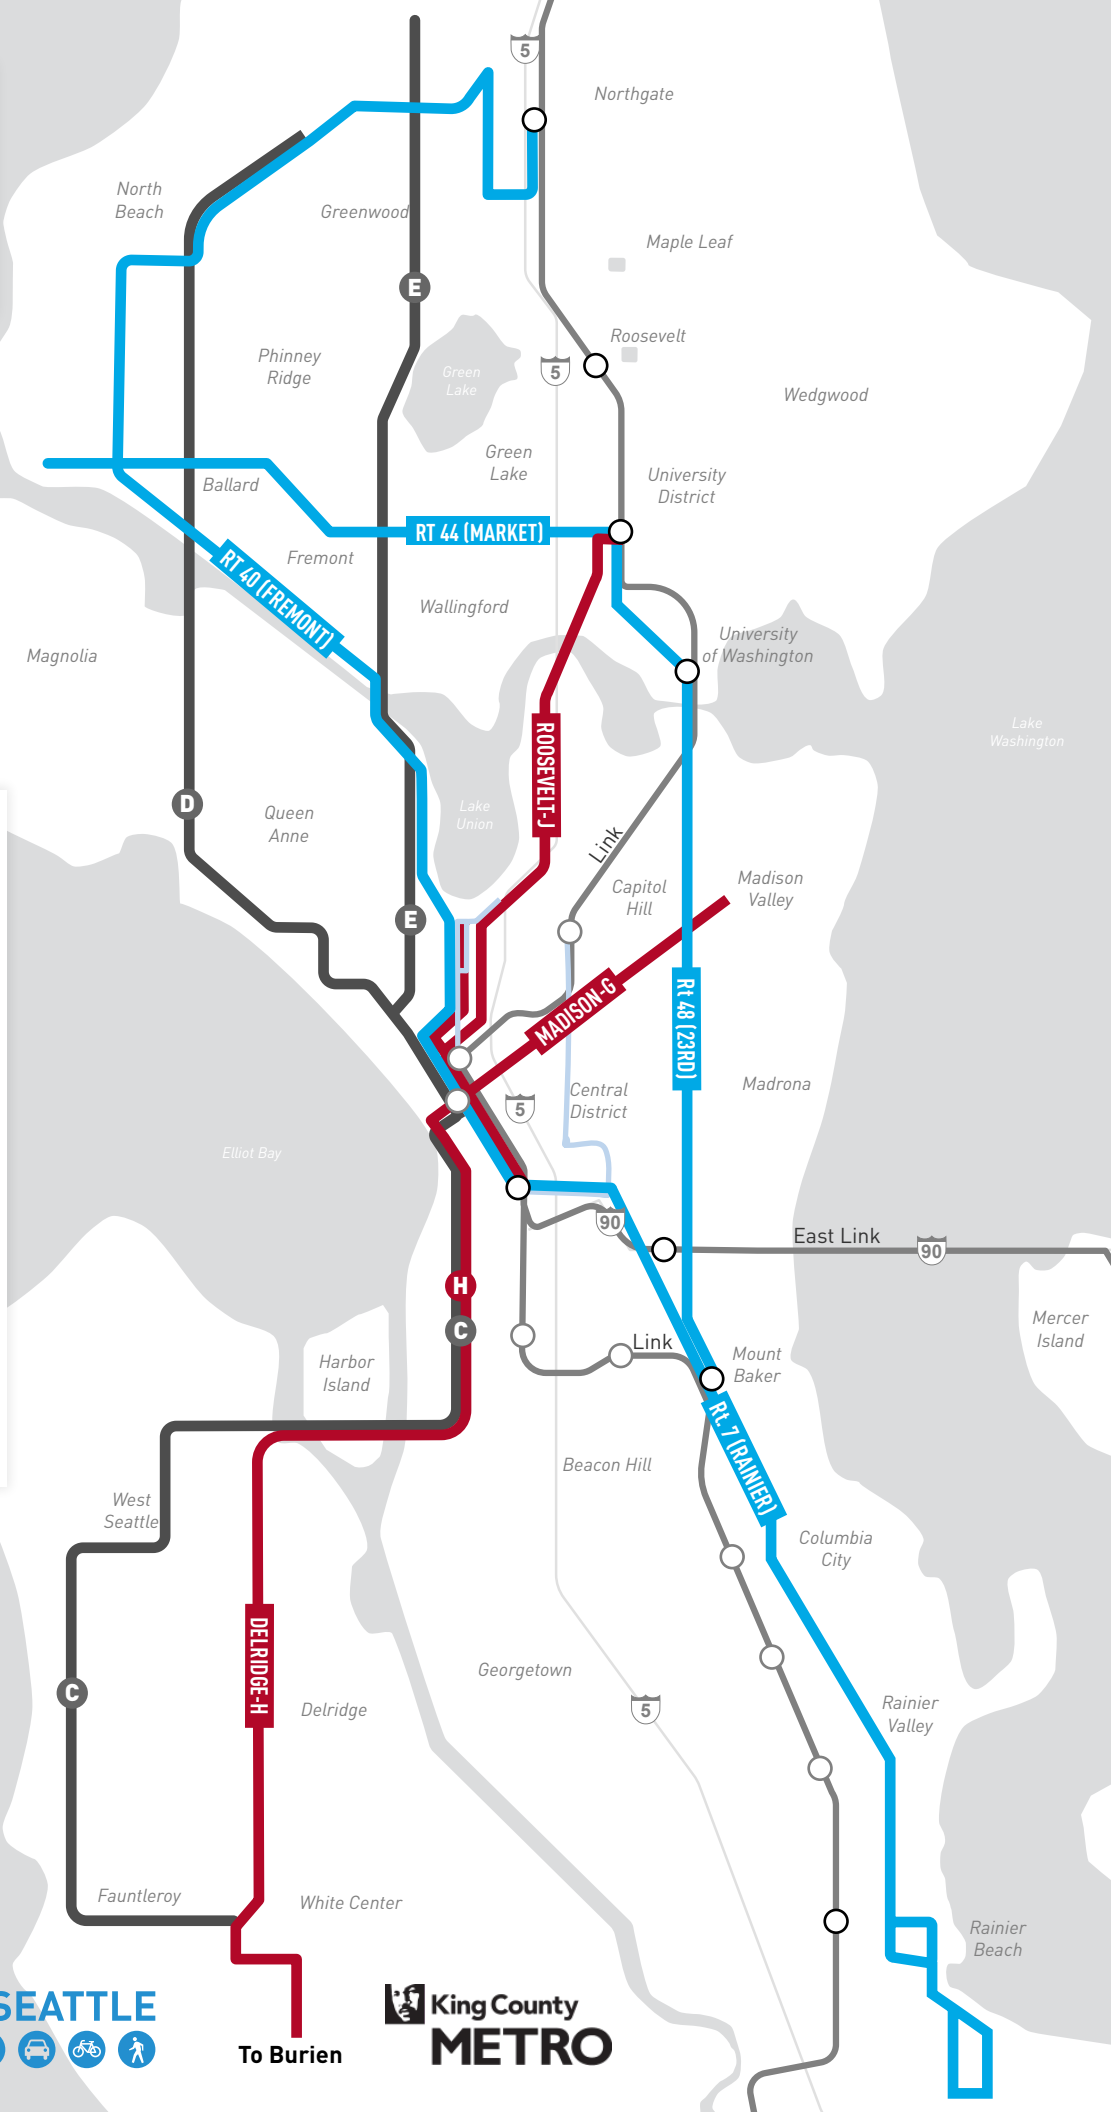 5
Northgate
North
Beach
Greenwood
Maple Leaf
E
Roosevelt
Phinney
Ridge
Green
Lake
5
Wedgwood
Green
Lake
University
District
Ballard
RT 44 (MARKET)
Fremont
RT 40 (FREMONT)
Wallingford
University
of Washington
Magnolia
Lake
Washington
ROOSEVELT-J
D
Queen
Anne
Lake
Union
Link
Capitol
Hill
Madison
Valley
E
MADISON-G
Rt 48 (23RD)
Madrona
Central
District
5
Elliot Bay
90
East Link
90
H
C
Mercer
Island
Link
Mount
Baker
Harbor
Island
Rt. 7 (RAINIER)
Beacon Hill
West
Seattle
Columbia
City
DELRIDGE-H
Georgetown
C
Delridge
5
Rainier
Valley
Fauntleroy
White Center
Rainier
Beach
SEATTLE
King County
METRO
To Burien